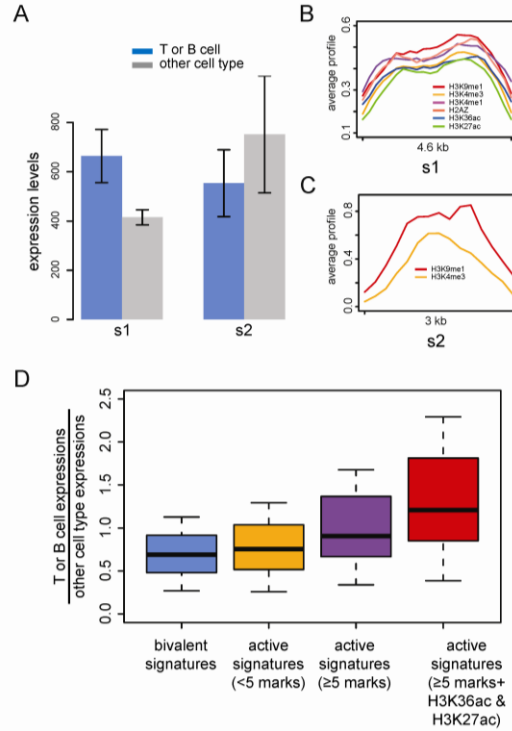 A
T or B cell
other cell type
expression levels
0 200 400 600 800
s1 s2
B
average profile
0.1 0.3 0.6
H3K9me1
H3K4me3
H3K4me1
H2AZ
H3K36ac
H3K27ac
4.6 kb
s1
C
average profile
0.0 0.4 0.8
H3K9me1
H3K4me3
3 kb
s2
D
T or B cell expressions
other cell type expressions
0.0 0.5 1.0 1.5 2.0 2.5
bivalent
signatures
active
signatures
(<5 marks)
active
signatures
(≥5 marks)
active
signatures
(≥5 marks+
H3K36ac &
H3K27ac)